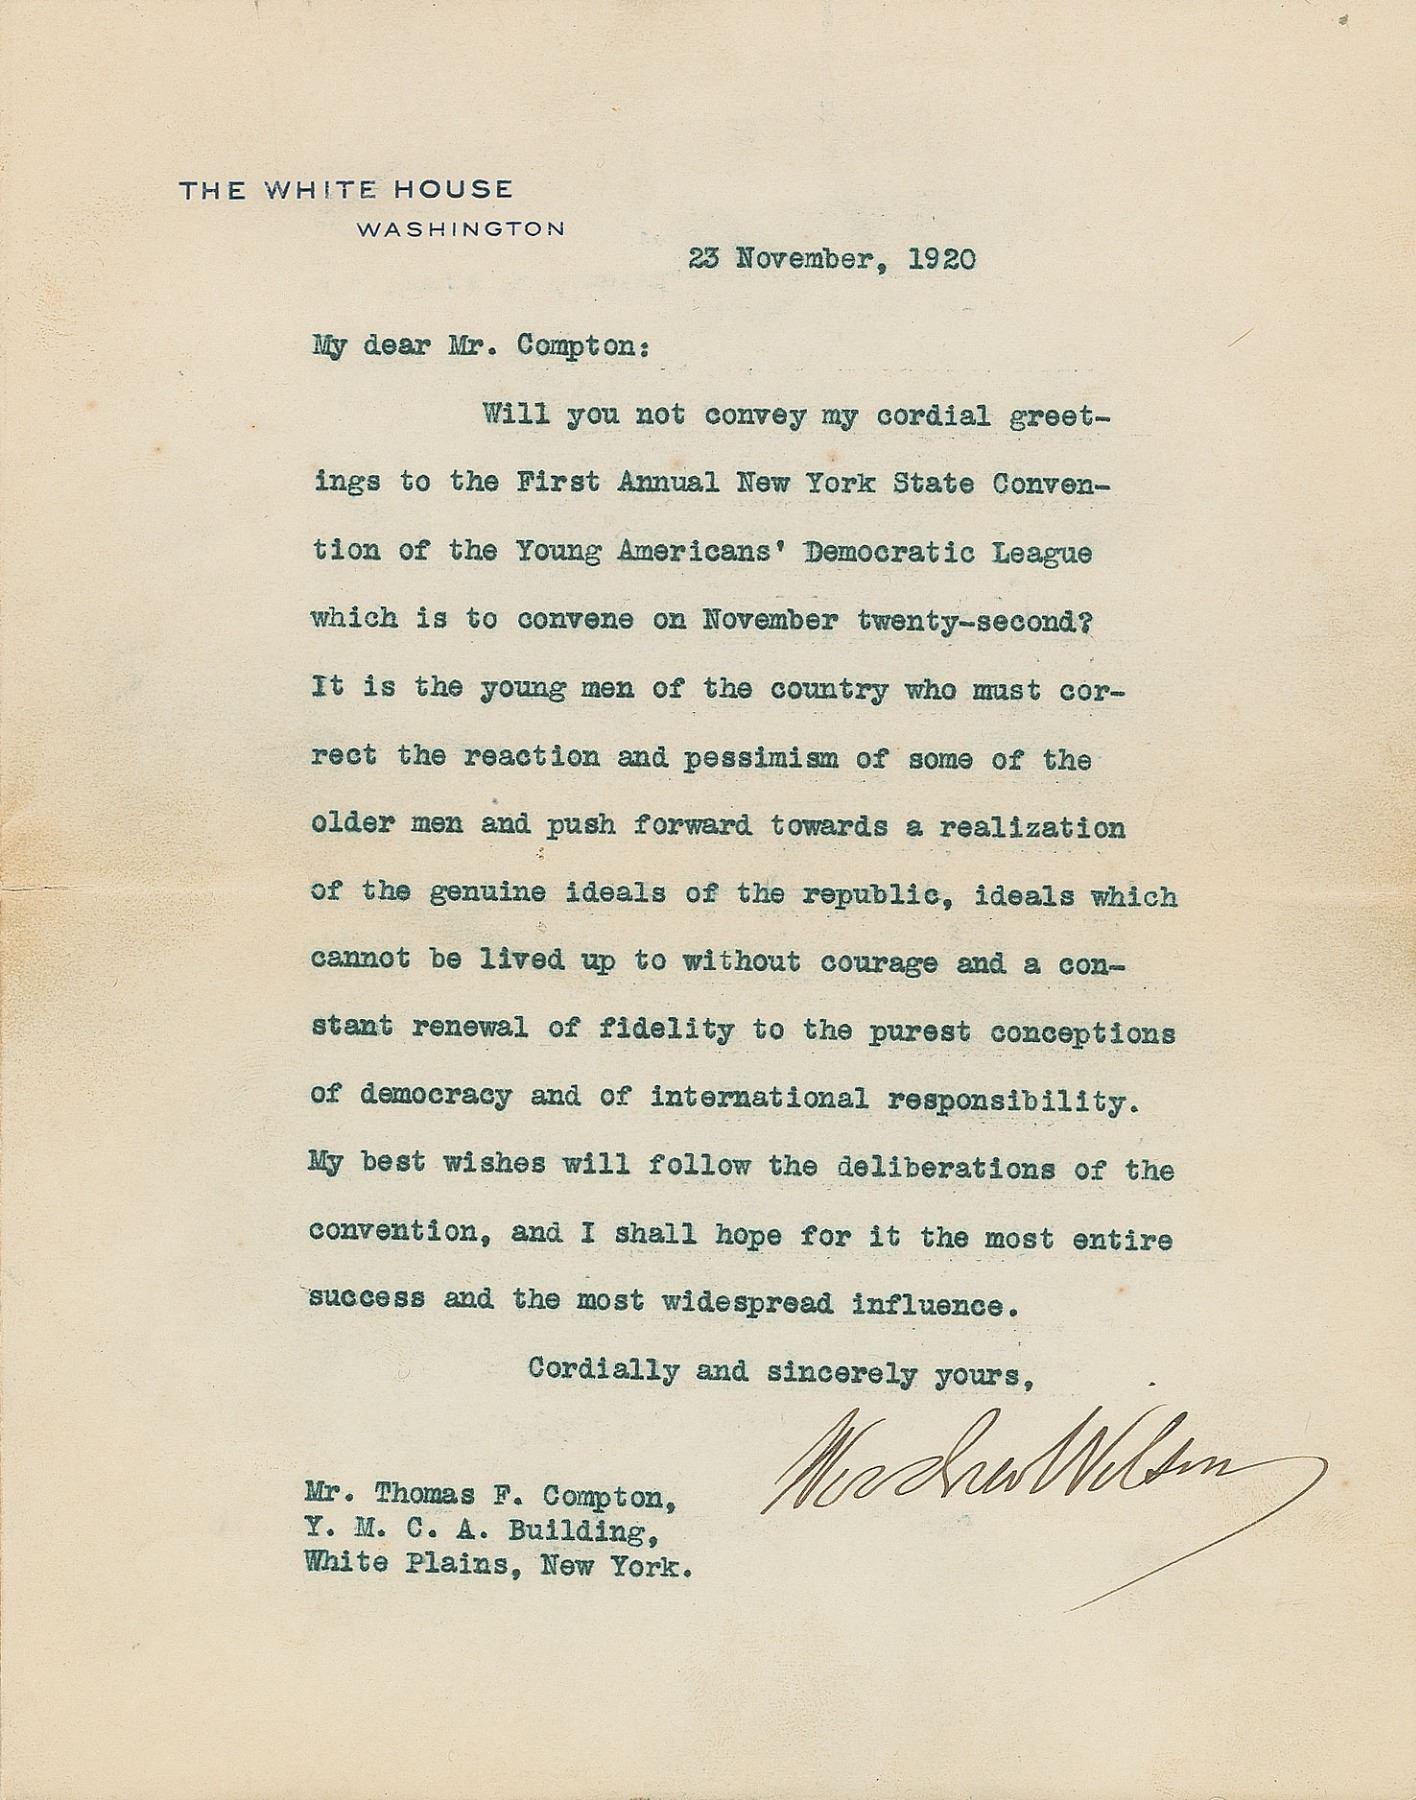 THE WHITE HOUSE
WASHINGTON
23 November, 1920
My dear Mr. Compton:
Will you not convey my cordial greet-
ings to the First Annual New York State Conven-
tion of the Young Americans' Democratic League
which is to convene on November twenty-second?
It is the young men of the country who must cor-
rect the reaction and pessimism of some of the
older men and push forward towards a realization
of the genuine ideals of the republic, ideals which
cannot be lived up to without courage and a con-
stant renewal of fidelity to the purest conceptions
of democracy and of international responsibility.
My best wishes will follow the deliberations of the
convention, and I shall hope for it the most entire
success and the most widespread influence.
Cordially and sincerely yours,
Woodrow Wilson
Mr. Thomas F. Compton,
Y. M. C. A. Building,
White Plains, New York.